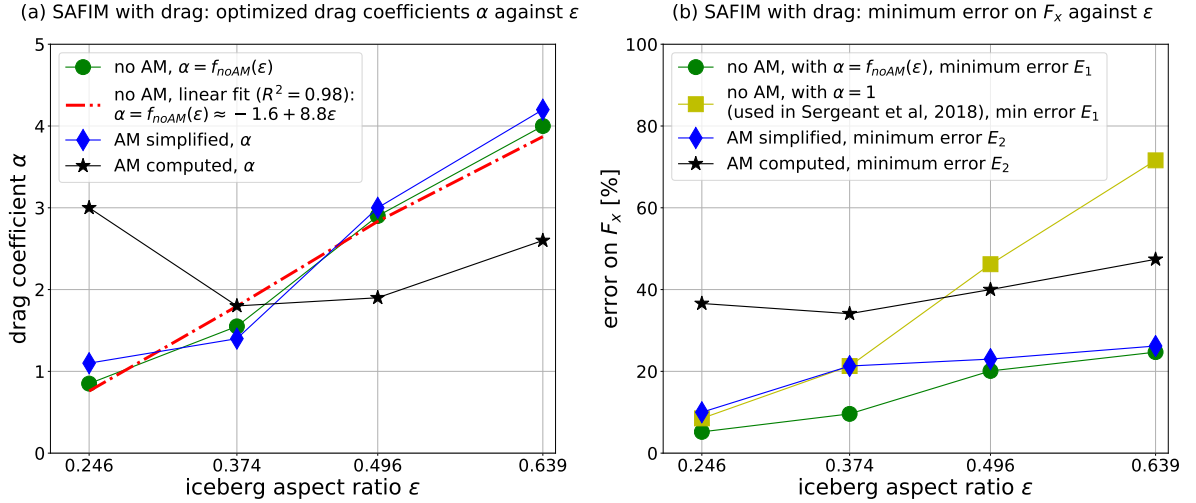 (a) SAFIM with drag: optimized drag coefficients α against ε
5
4
3
2
1
0
drag coefficient α
no AM, α = f_noAM(ε)
no AM, linear fit (R² = 0.98):
α = f_noAM(ε) ≈ − 1.6 + 8.8ε
AM simplified, α
AM computed, α
0.246 0.374 0.496 0.639
iceberg aspect ratio ε
(b) SAFIM with drag: minimum error on F_x against ε
100
80
60
40
20
0
error on F_x [%]
no AM, with α = f_noAM(ε), minimum error E₁
no AM, with α = 1
(used in Sergeant et al, 2018), min error E₁
AM simplified, minimum error E₂
AM computed, minimum error E₂
0.246 0.374 0.496 0.639
iceberg aspect ratio ε